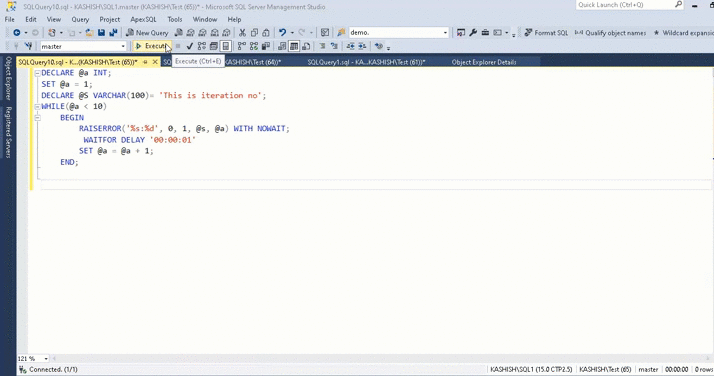 SQLQuery10.sql - KASHISH\SQL1.master (KASHISH\Test (65))* - Microsoft SQL Server Management Studio
Quick Launch (Ctrl+Q)
File Edit View Query Project ApexSQL Tools Window Help
New Query
demo.
master
Execute
Format SQL
Qualify object names
Wildcard expansio
SQLQuery10.sql - K...(KASHISH\Test (65))*
SQ
KASHISH\Test (64))*
SQLQuery1.sql - KA...KASHISH\Test (61))*
Object Explorer Details
Execute (Ctrl+E)
Object Explorer
Registered Servers
DECLARE @a INT;
SET @a = 1;
DECLARE @S VARCHAR(100)= 'This is iteration no';
WHILE(@a < 10)
BEGIN
RAISERROR('%s:%d', 0, 1, @s, @a) WITH NOWAIT;
WAITFOR DELAY '00:00:01'
SET @a = @a + 1;
END;
121 %
Connected. (1/1)
KASHISH\SQL1 (15.0 CTP2.5)
KASHISH\Test (65)
master
00:00:00
0 rows